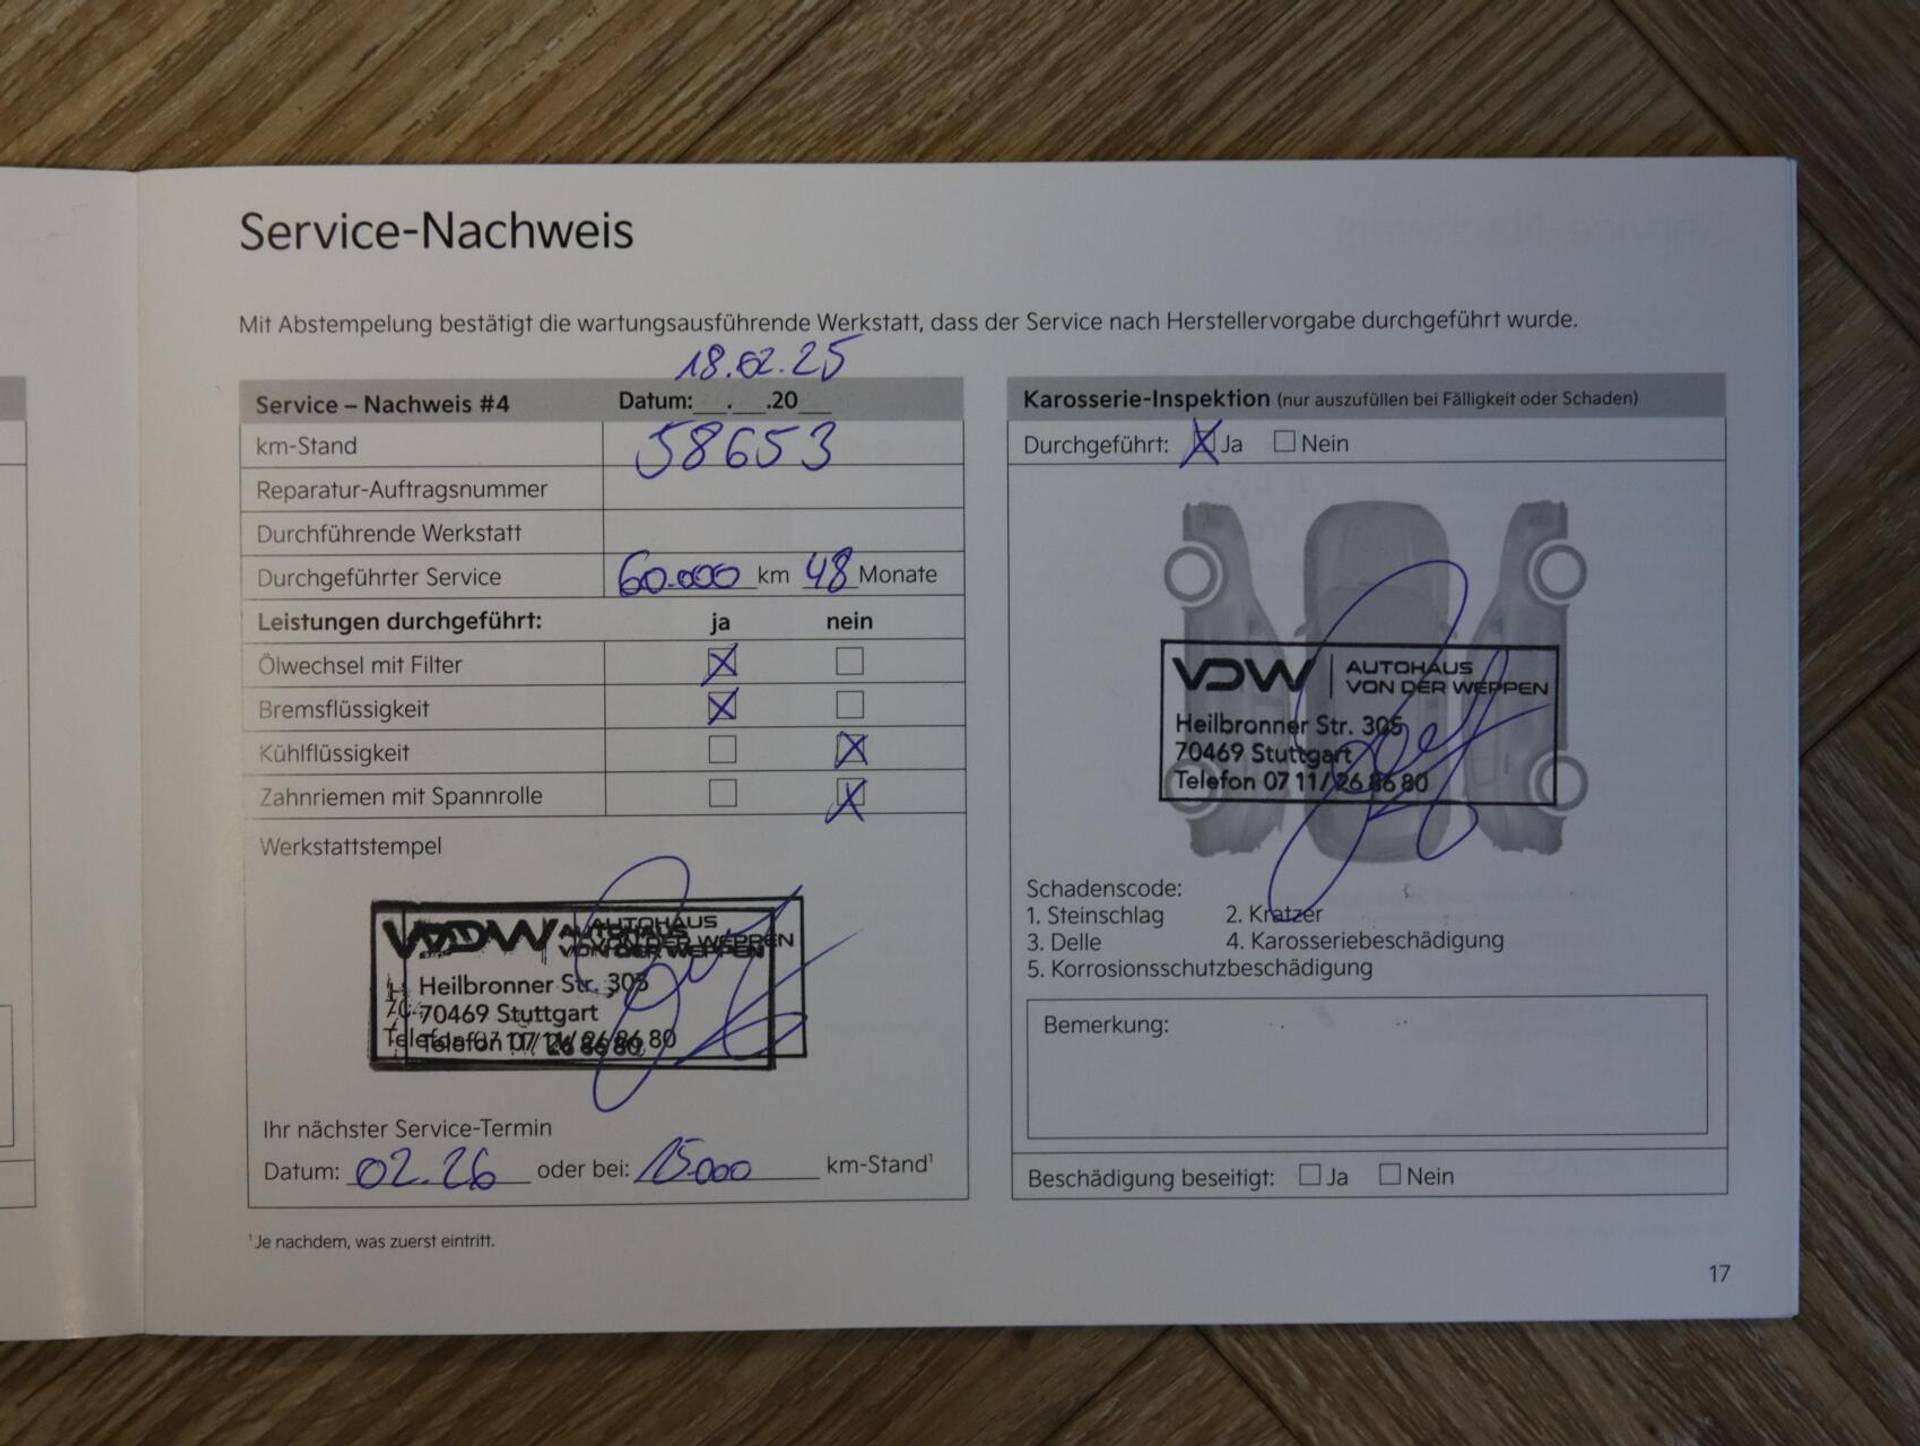 Service-Nachweis
Mit Abstempelung bestätigt die wartungsausführende Werkstatt, dass der Service nach Herstellervorgabe durchgeführt wurde.
18.02.25
Service – Nachweis #4 Datum:___.___.20___
km-Stand 58653
Reparatur-Auftragsnummer
Durchführende Werkstatt
Durchgeführter Service 60.000 km 48 Monate
Leistungen durchgeführt: ja nein
Ölwechsel mit Filter
Bremsflüssigkeit
Kühlflüssigkeit
Zahnriemen mit Spannrolle
Werkstattstempel
VDW AUTOHAUS
VON DER WEPPEN
Heilbronner Str. 305
70469 Stuttgart
Telefon 07 11/26 86 80
Ihr nächster Service-Termin
Datum: 02.26 oder bei: 15.000 km-Stand¹
¹ Je nachdem, was zuerst eintritt.
Karosserie-Inspektion (nur auszufüllen bei Fälligkeit oder Schaden)
Durchgeführt: Ja Nein
VDW AUTOHAUS
VON DER WEPPEN
Heilbronner Str. 305
70469 Stuttgart
Telefon 07 11/26 86 80
Schadenscode:
1. Steinschlag 2. Kratzer
3. Delle 4. Karosseriebeschädigung
5. Korrosionsschutzbeschädigung
Bemerkung:
Beschädigung beseitigt: Ja Nein
17